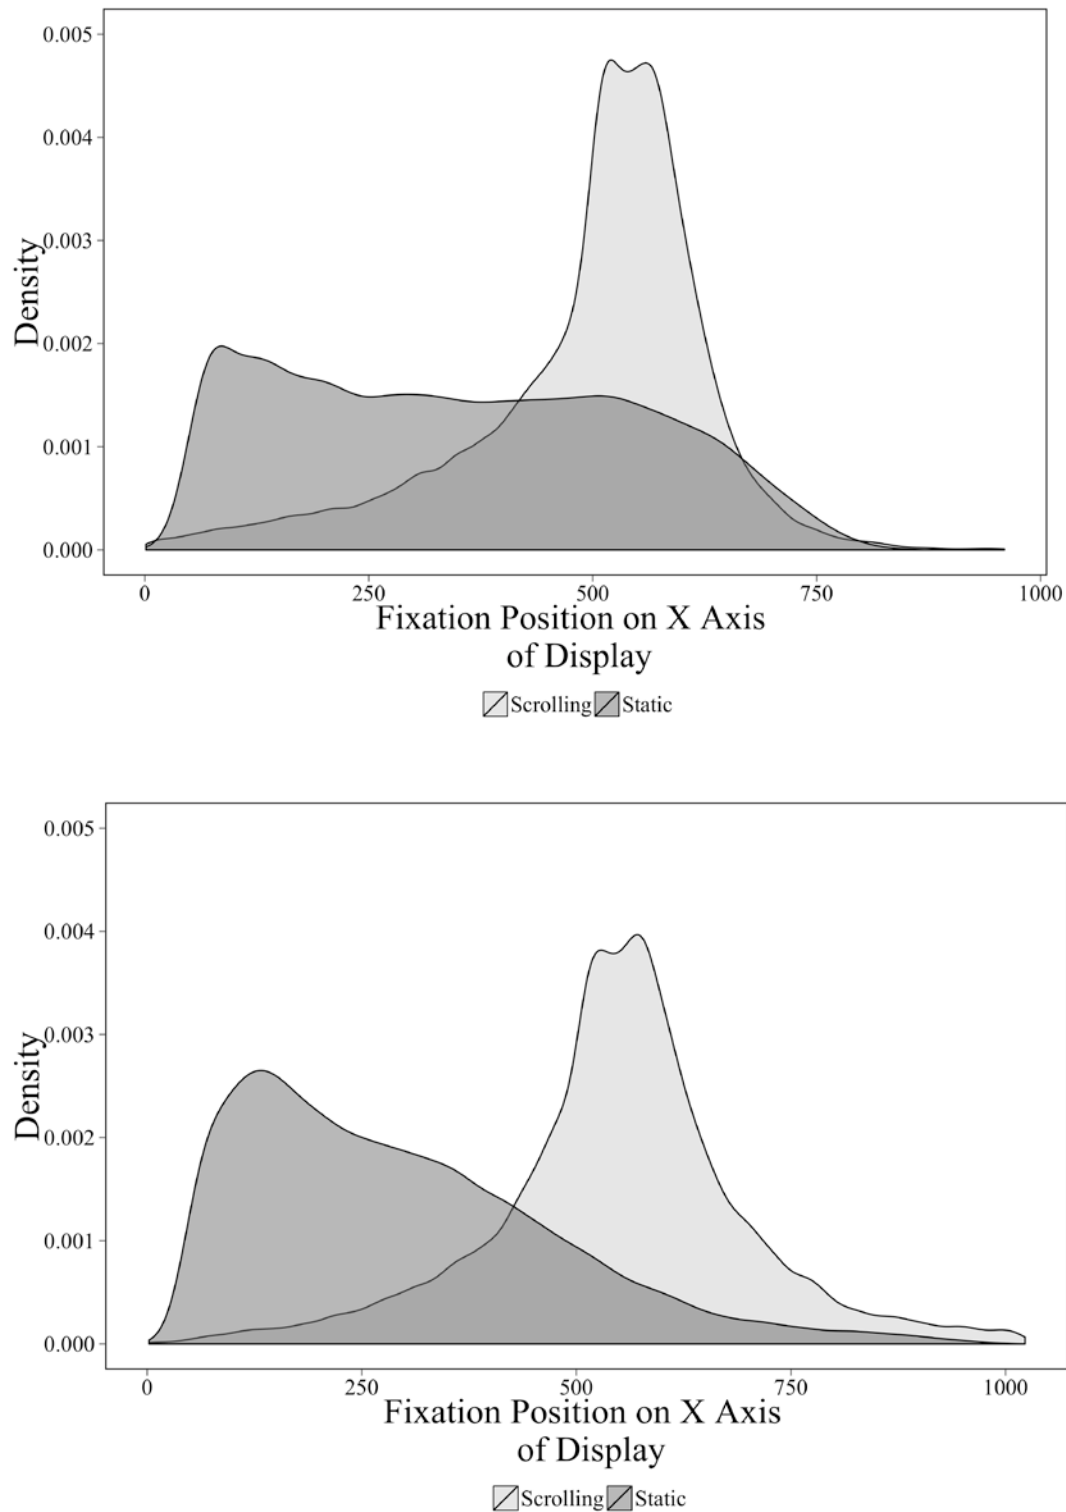 0.005
0.004
0.003
0.002
0.001
0.000
Density
0 250 500 750 1000
Fixation Position on X Axis
of Display
Scrolling Static
0.005
0.004
0.003
0.002
0.001
0.000
Density
0 250 500 750 1000
Fixation Position on X Axis
of Display
Scrolling Static